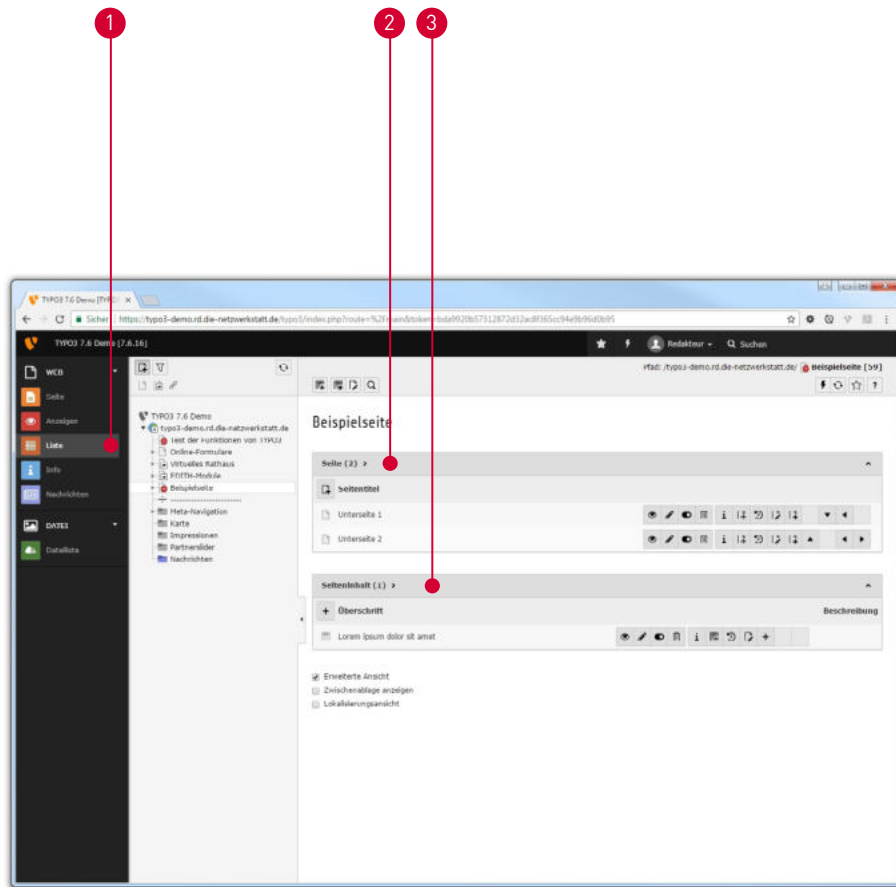 1 2 3
TYPO3 7.6 Demo [TYPO
Sicher https://typo3-demo.rd.die-netzwerkstatt.de/typo3/index.php?route=%2Fmain&token=
TYPO3 7.6 Demo [7.6.16] Redakteur Suchen
WEB
Seite
Anzeigen
Liste
Info
Nachrichten
DATEI
Dateiliste
TYPO3 7.6 Demo
typo3-demo.rd.die-netzwerkstatt.de
Test der Funktionen von TYPO3
Online-Formulare
Virtuelles Rathaus
EDITH-Module
Beispielseite
------------------------
Meta-Navigation
Karte
Impressionen
Partnerslider
Nachrichten
Pfad: /typo3-demo.rd.die-netzwerkstatt.de/ Beispielseite [59]
Beispielseite
Seite (2)
Seitentitel
Unterseite 1
Unterseite 2
Seiteninhalt (1)
Überschrift Beschreibung
Lorem ipsum dolor sit amet
Erweiterte Ansicht
Zwischenablage anzeigen
Lokalisierungsansicht